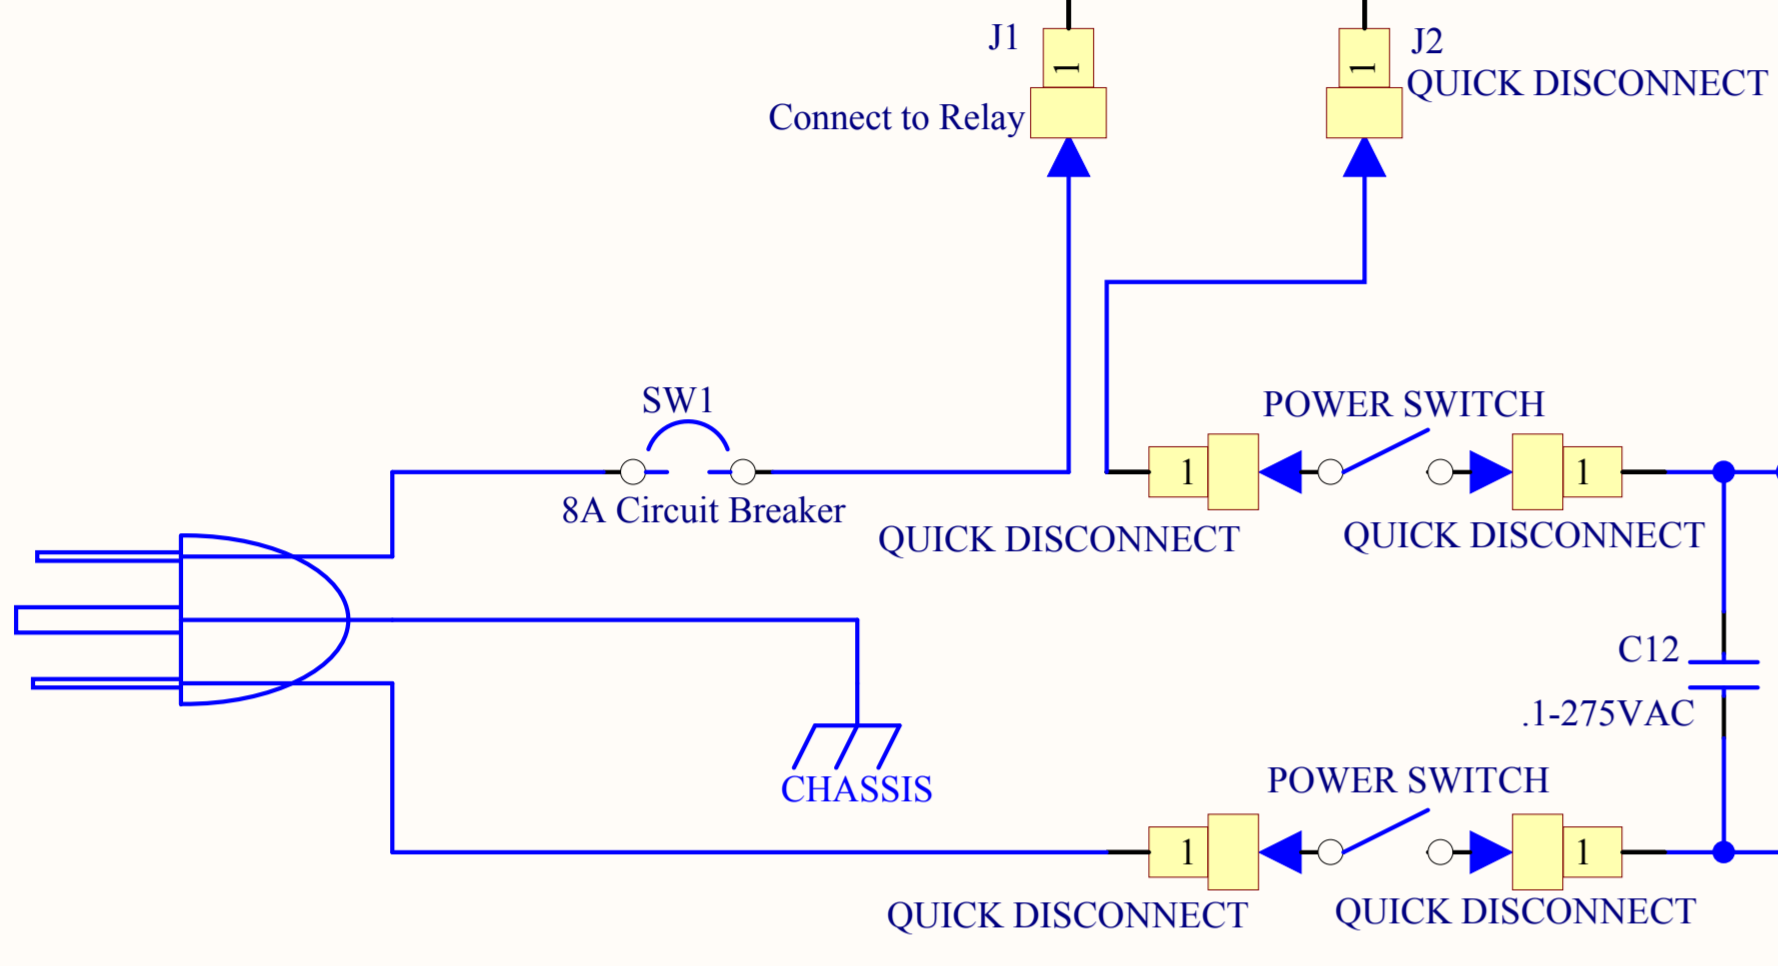 J1
1
Connect to Relay
1
J2
QUICK DISCONNECT
SW1
8A Circuit Breaker
POWER SWITCH
1
1
QUICK DISCONNECT
QUICK DISCONNECT
C12
.1-275VAC
CHASSIS
POWER SWITCH
1
1
QUICK DISCONNECT
QUICK DISCONNECT